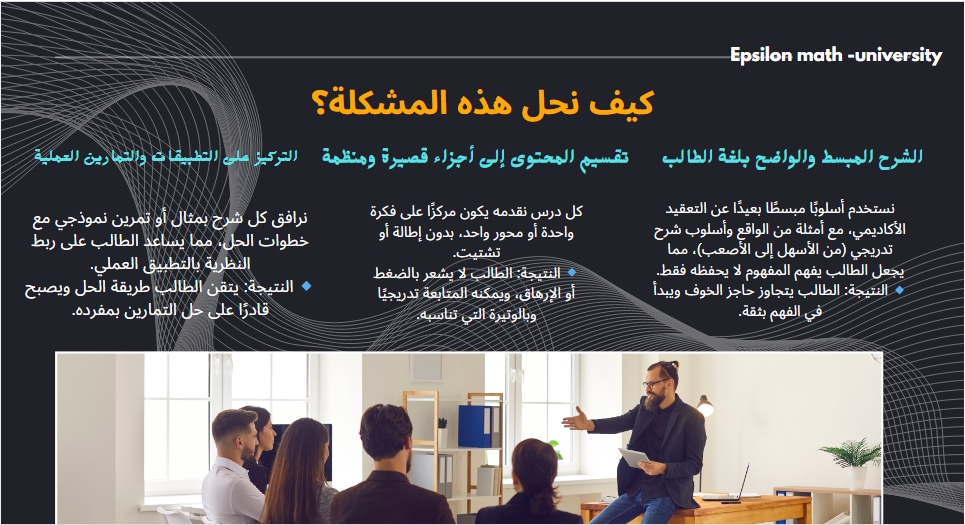 Epsilon math -university
كيف نحل هذه المشكلة؟
الشرح المبسط والواضح بلغة الطالب
نستخدم أسلوبًا مبسطًا بعيدًا عن التعقيد
الأكاديمي، مع أمثلة من الواقع وأسلوب شرح
تدريجي (من الأسهل إلى الأصعب)، مما
يجعل الطالب يفهم المفهوم لا يحفظه فقط.
🔹 النتيجة: الطالب يتجاوز حاجز الخوف ويبدأ
في الفهم بثقة.
تقسيم المحتوى إلى أجزاء قصيرة ومنظمة
كل درس نقدمه يكون مركزًا على فكرة
واحدة أو محور واحد، بدون إطالة أو
تشتيت.
🔹 النتيجة: الطالب لا يشعر بالضغط
أو الإرهاق، ويمكنه المتابعة تدريجيًا
وبالوتيرة التي تناسبه.
التركيز على التطبيقات والتمارين العملية
نرافق كل شرح بمثال أو تمرين نموذجي مع
خطوات الحل، مما يساعد الطالب على ربط
النظرية بالتطبيق العملي.
🔹 النتيجة: يتقن الطالب طريقة الحل ويصبح
قادرًا على حل التمارين بمفرده.